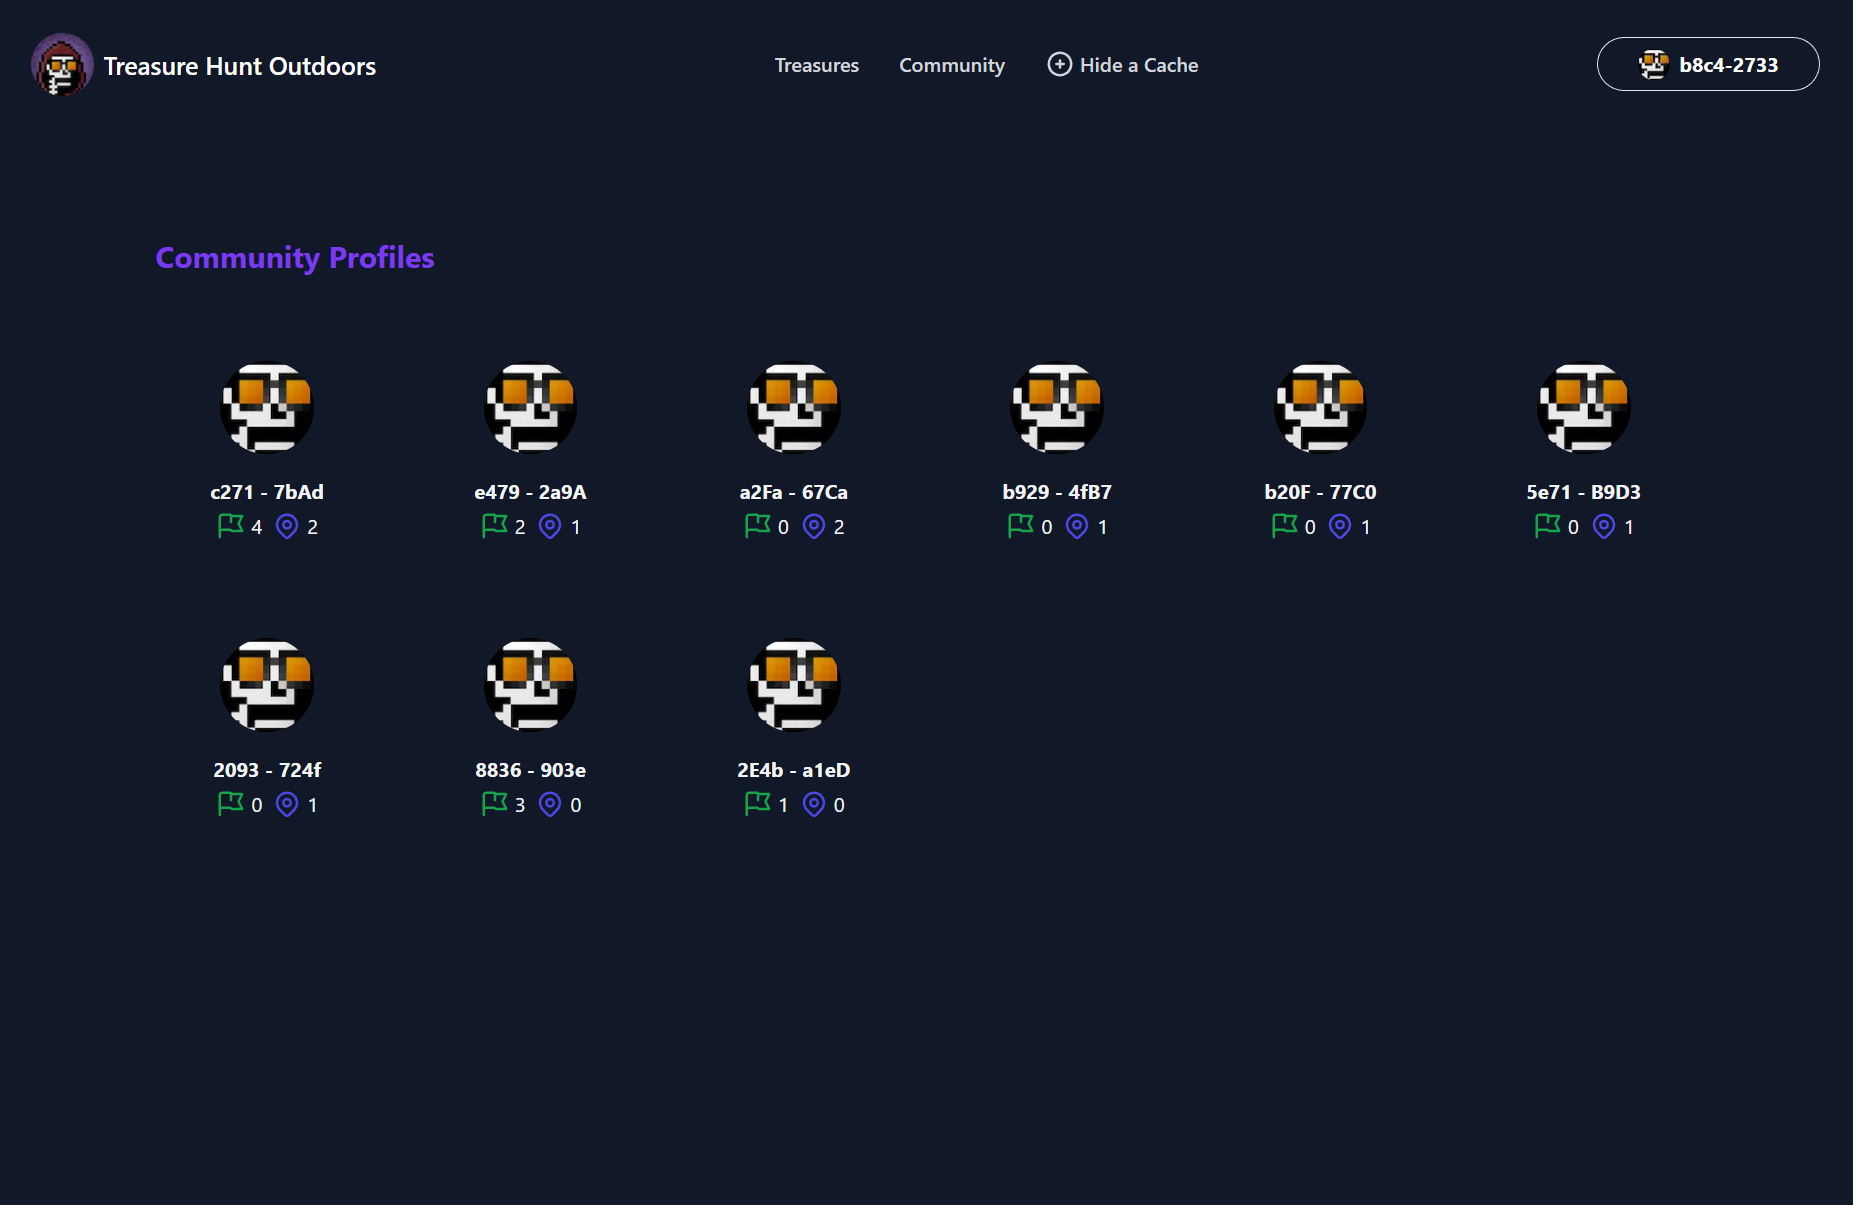 Treasure Hunt Outdoors
Treasures Community Hide a Cache
b8c4-2733
Community Profiles
c271 - 7bAd
4 2
e479 - 2a9A
2 1
a2Fa - 67Ca
0 2
b929 - 4fB7
0 1
b20F - 77C0
0 1
5e71 - B9D3
0 1
2093 - 724f
0 1
8836 - 903e
3 0
2E4b - a1eD
1 0